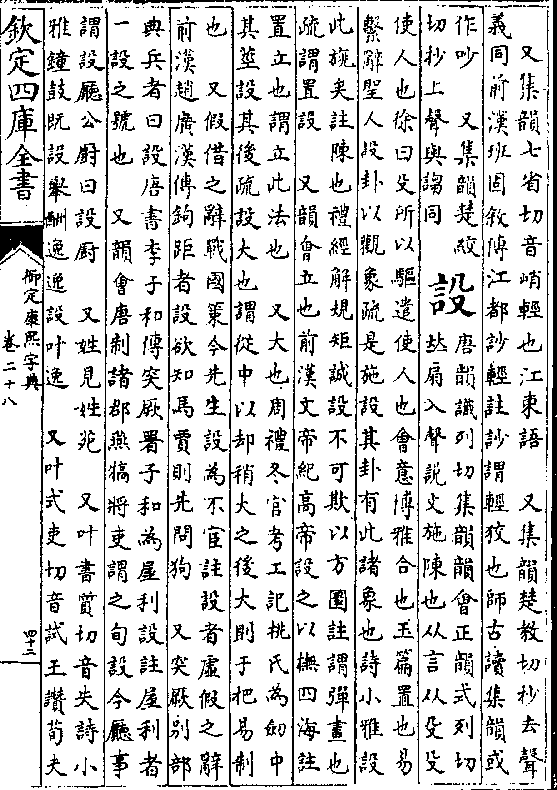 又集韻七省切音峭輕也江東語　又集韻楚教切抄去聲
義同前漢班固敘傳江都訬輕註訬謂輕狡也師古讀集韻或
作吵　又集韻楚絞
切抄上聲與謅同
設
唐韻識列切集韻韻會正韻式列切
𠀤扇入聲說文施陳也从言从殳殳
使人也徐曰殳所以驅遣使人也會意博雅合也玉篇置也易
繫辭聖人設卦以觀象疏是施設其卦有此諸象也詩小雅設
此旐矣註陳也禮經解規矩誠設不可欺以方圜註謂彈畫也
疏謂置設　又韻會立也前漢文帝紀高帝設之以撫四海註
置立也謂立此法也　又大也周禮冬官考工記桃氏為劍中
其莖設其後疏設大也謂從中以却稍大之後大則于把易制
也　又假借之辭戰國策今先生設為不宦註設者虛假之辭
前漢趙廣漢傳鉤距者設欲知馬賈則先問狗　又突厥别部
典兵者曰設唐書李子和傳突厥署子和為屋利設註屋利者
一設之號也　又韻會唐制諸郡燕犒將吏謂之旬設今廳事
謂設廳公廚曰設廚　又姓見姓苑　又叶書質切音失詩小
雅鐘鼓既設舉醻逸逸設叶逸　又叶式吏切音試王讚荀夫
欽定四庫全書
御定康熙字典
卷二十八
四十三